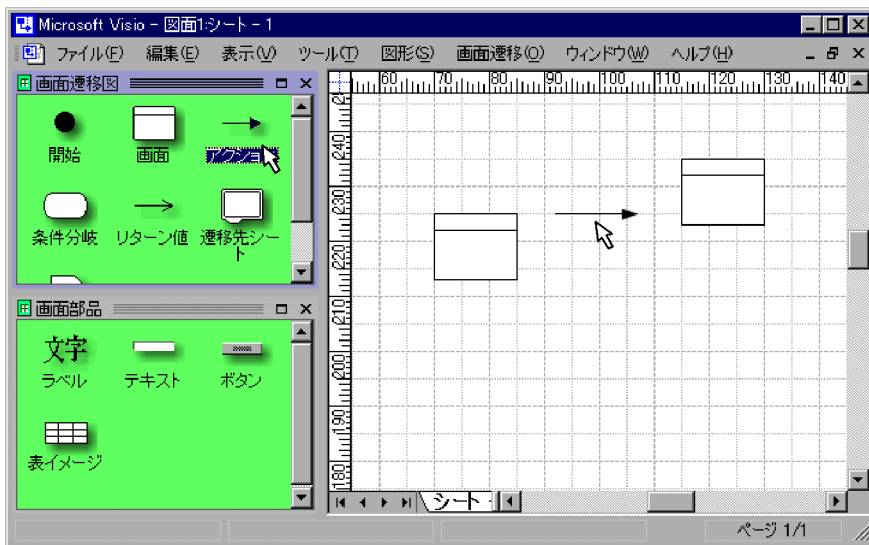 Microsoft Visio - 図面1:シート - 1
ファイル(F) 編集(E) 表示(V) ツール(T) 図形(S) 画面遷移(O) ウィンドウ(W) ヘルプ(H)
画面遷移図
開始 画面 アクション
条件分岐 リターン値 遷移先シー
ト
画面部品
文字
ラベル テキスト ボタン
表イメージ
60 70 80 90 100 110 120 130 140
240
230
220
210
200
190
180
シート
ページ 1/1